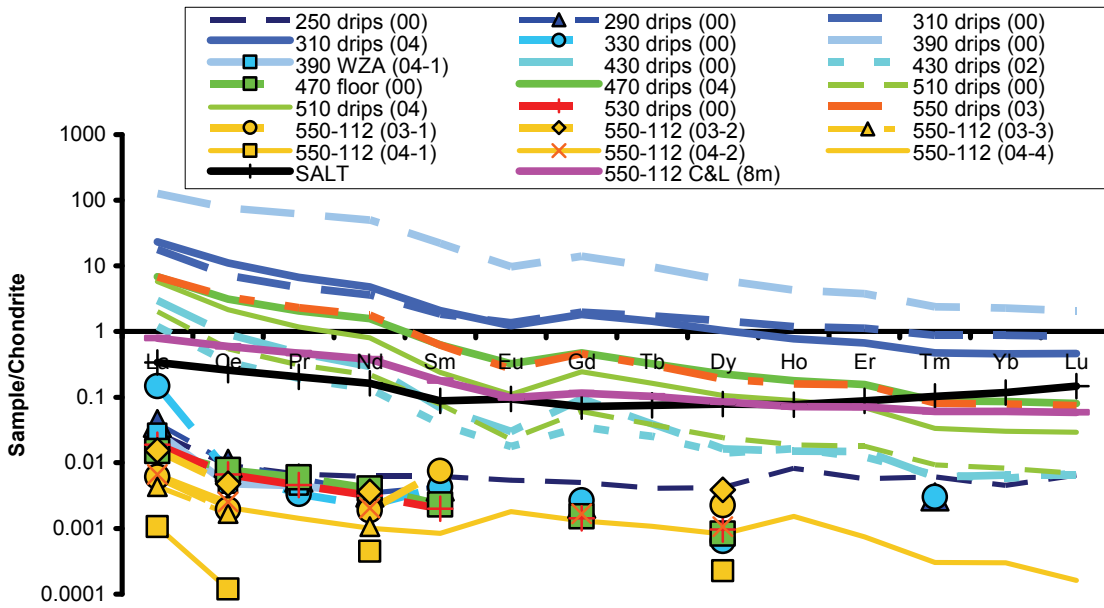 250 drips (00) 290 drips (00) 310 drips (00)
310 drips (04) 330 drips (00) 390 drips (00)
390 WZA (04-1) 430 drips (00) 430 drips (02)
470 floor (00) 470 drips (04) 510 drips (00)
510 drips (04) 530 drips (00) 550 drips (03)
550-112 (03-1) 550-112 (03-2) 550-112 (03-3)
550-112 (04-1) 550-112 (04-2) 550-112 (04-4)
SALT 550-112 C&L (8m)
1000
100
10
1
0.1
0.01
0.001
0.0001
Sample/Chondrite
La Oe Pr Nd Sm Eu Gd Tb Dy Ho Er Tm Yb Lu